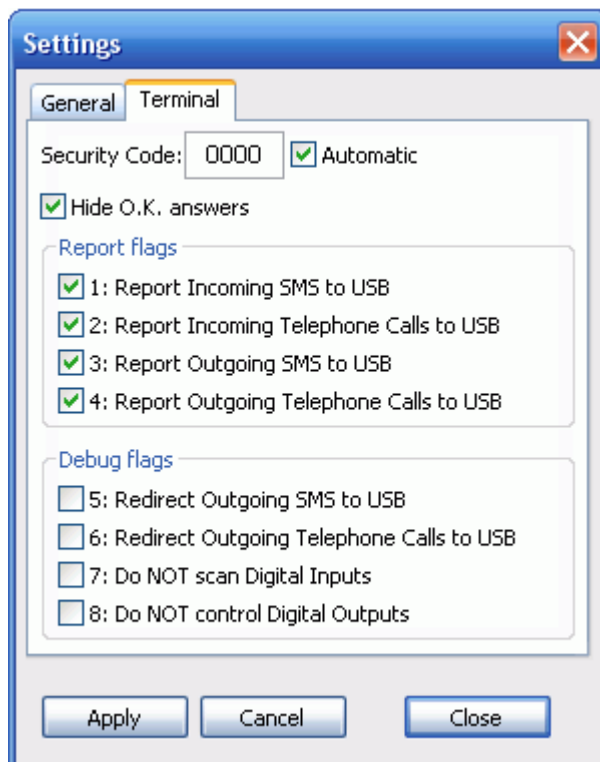 Settings
General Terminal
Security Code: 0000 Automatic
Hide O.K. answers
Report flags
1: Report Incoming SMS to USB
2: Report Incoming Telephone Calls to USB
3: Report Outgoing SMS to USB
4: Report Outgoing Telephone Calls to USB
Debug flags
5: Redirect Outgoing SMS to USB
6: Redirect Outgoing Telephone Calls to USB
7: Do NOT scan Digital Inputs
8: Do NOT control Digital Outputs
Apply Cancel Close